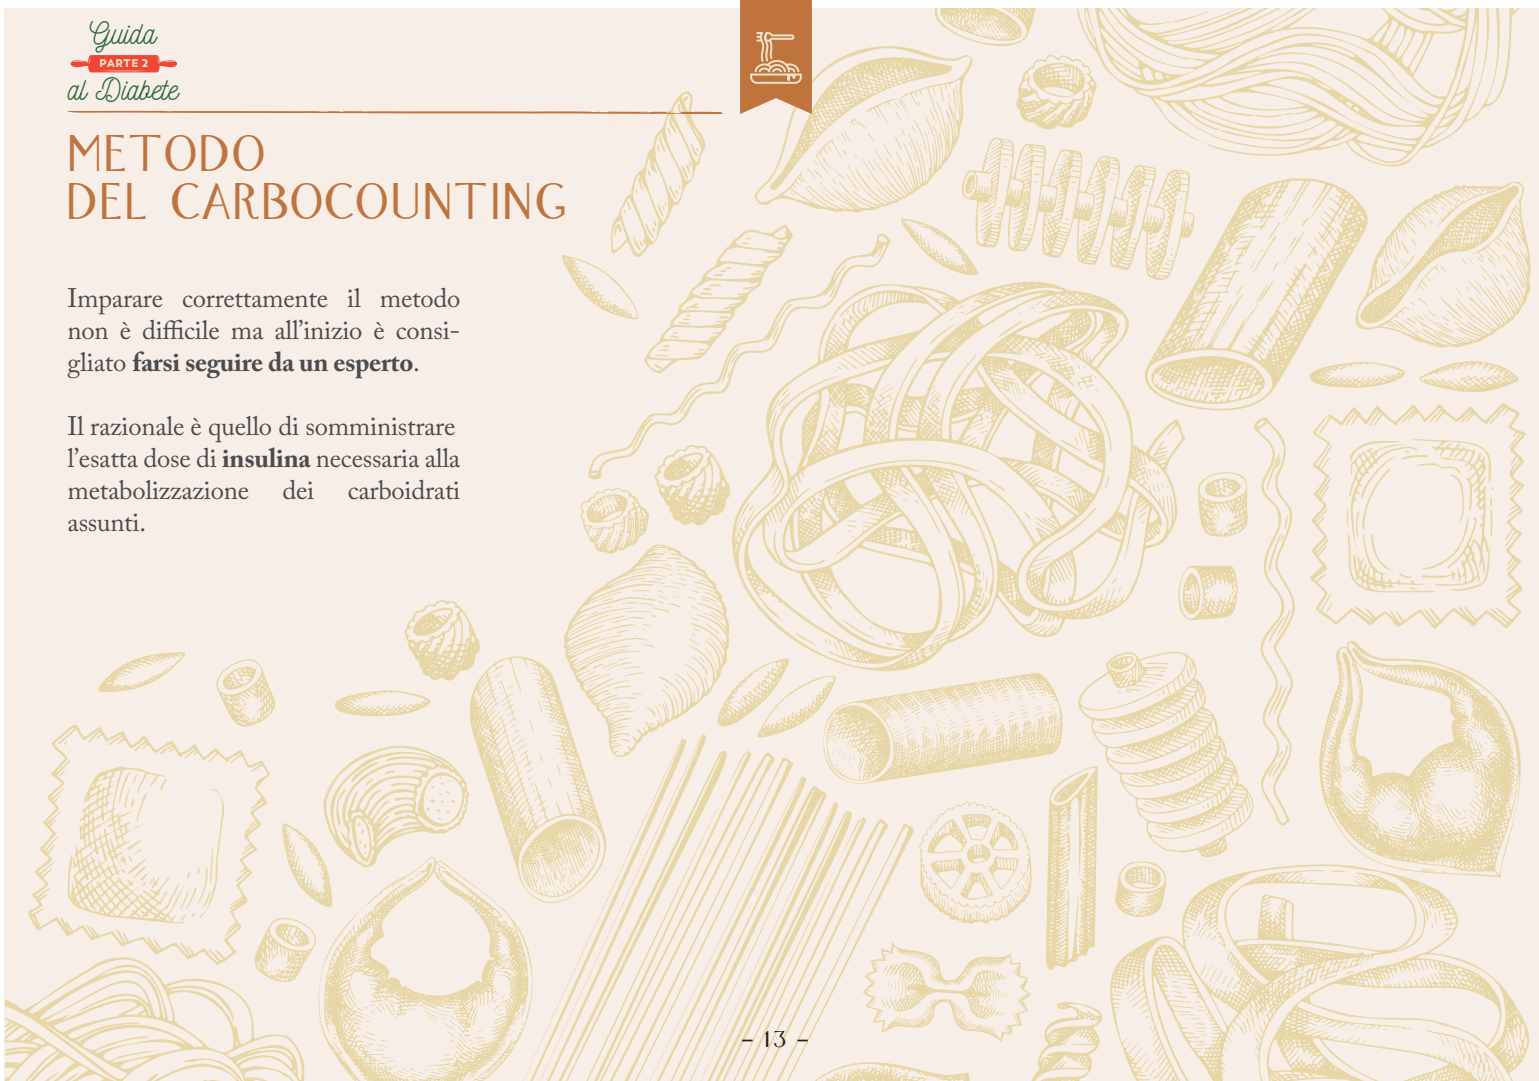 Guida
PARTE 2
al Diabete
METODO
DEL CARBOCOUNTING
Imparare correttamente il metodo
non è difficile ma all'inizio è consi-
gliato farsi seguire da un esperto.
Il razionale è quello di somministrare
l'esatta dose di insulina necessaria alla
metabolizzazione dei carboidrati
assunti.
– 13 –